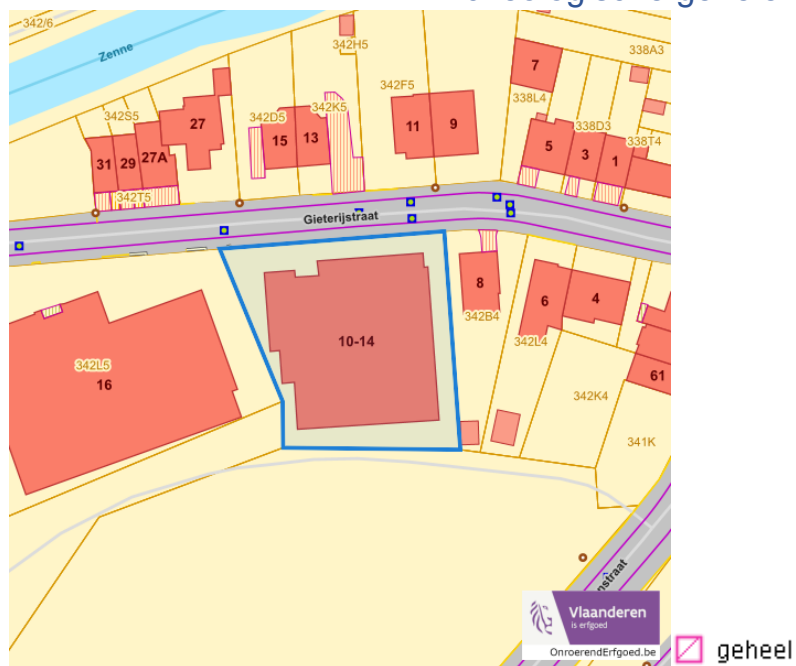 342/6
Zenne
342H5
338A3
7
342F5
338L4
342S5
342D5
342K5
338D3
338T4
27
15
13
11
9
5
3
1
31
29
27A
342T5
Gieterijstraat
8
6
4
342B4
10-14
342L4
342L5
16
61
342K4
341K
nstraat
Vlaanderen
is erfgoed
OnroerendErfgoed.be
geheel